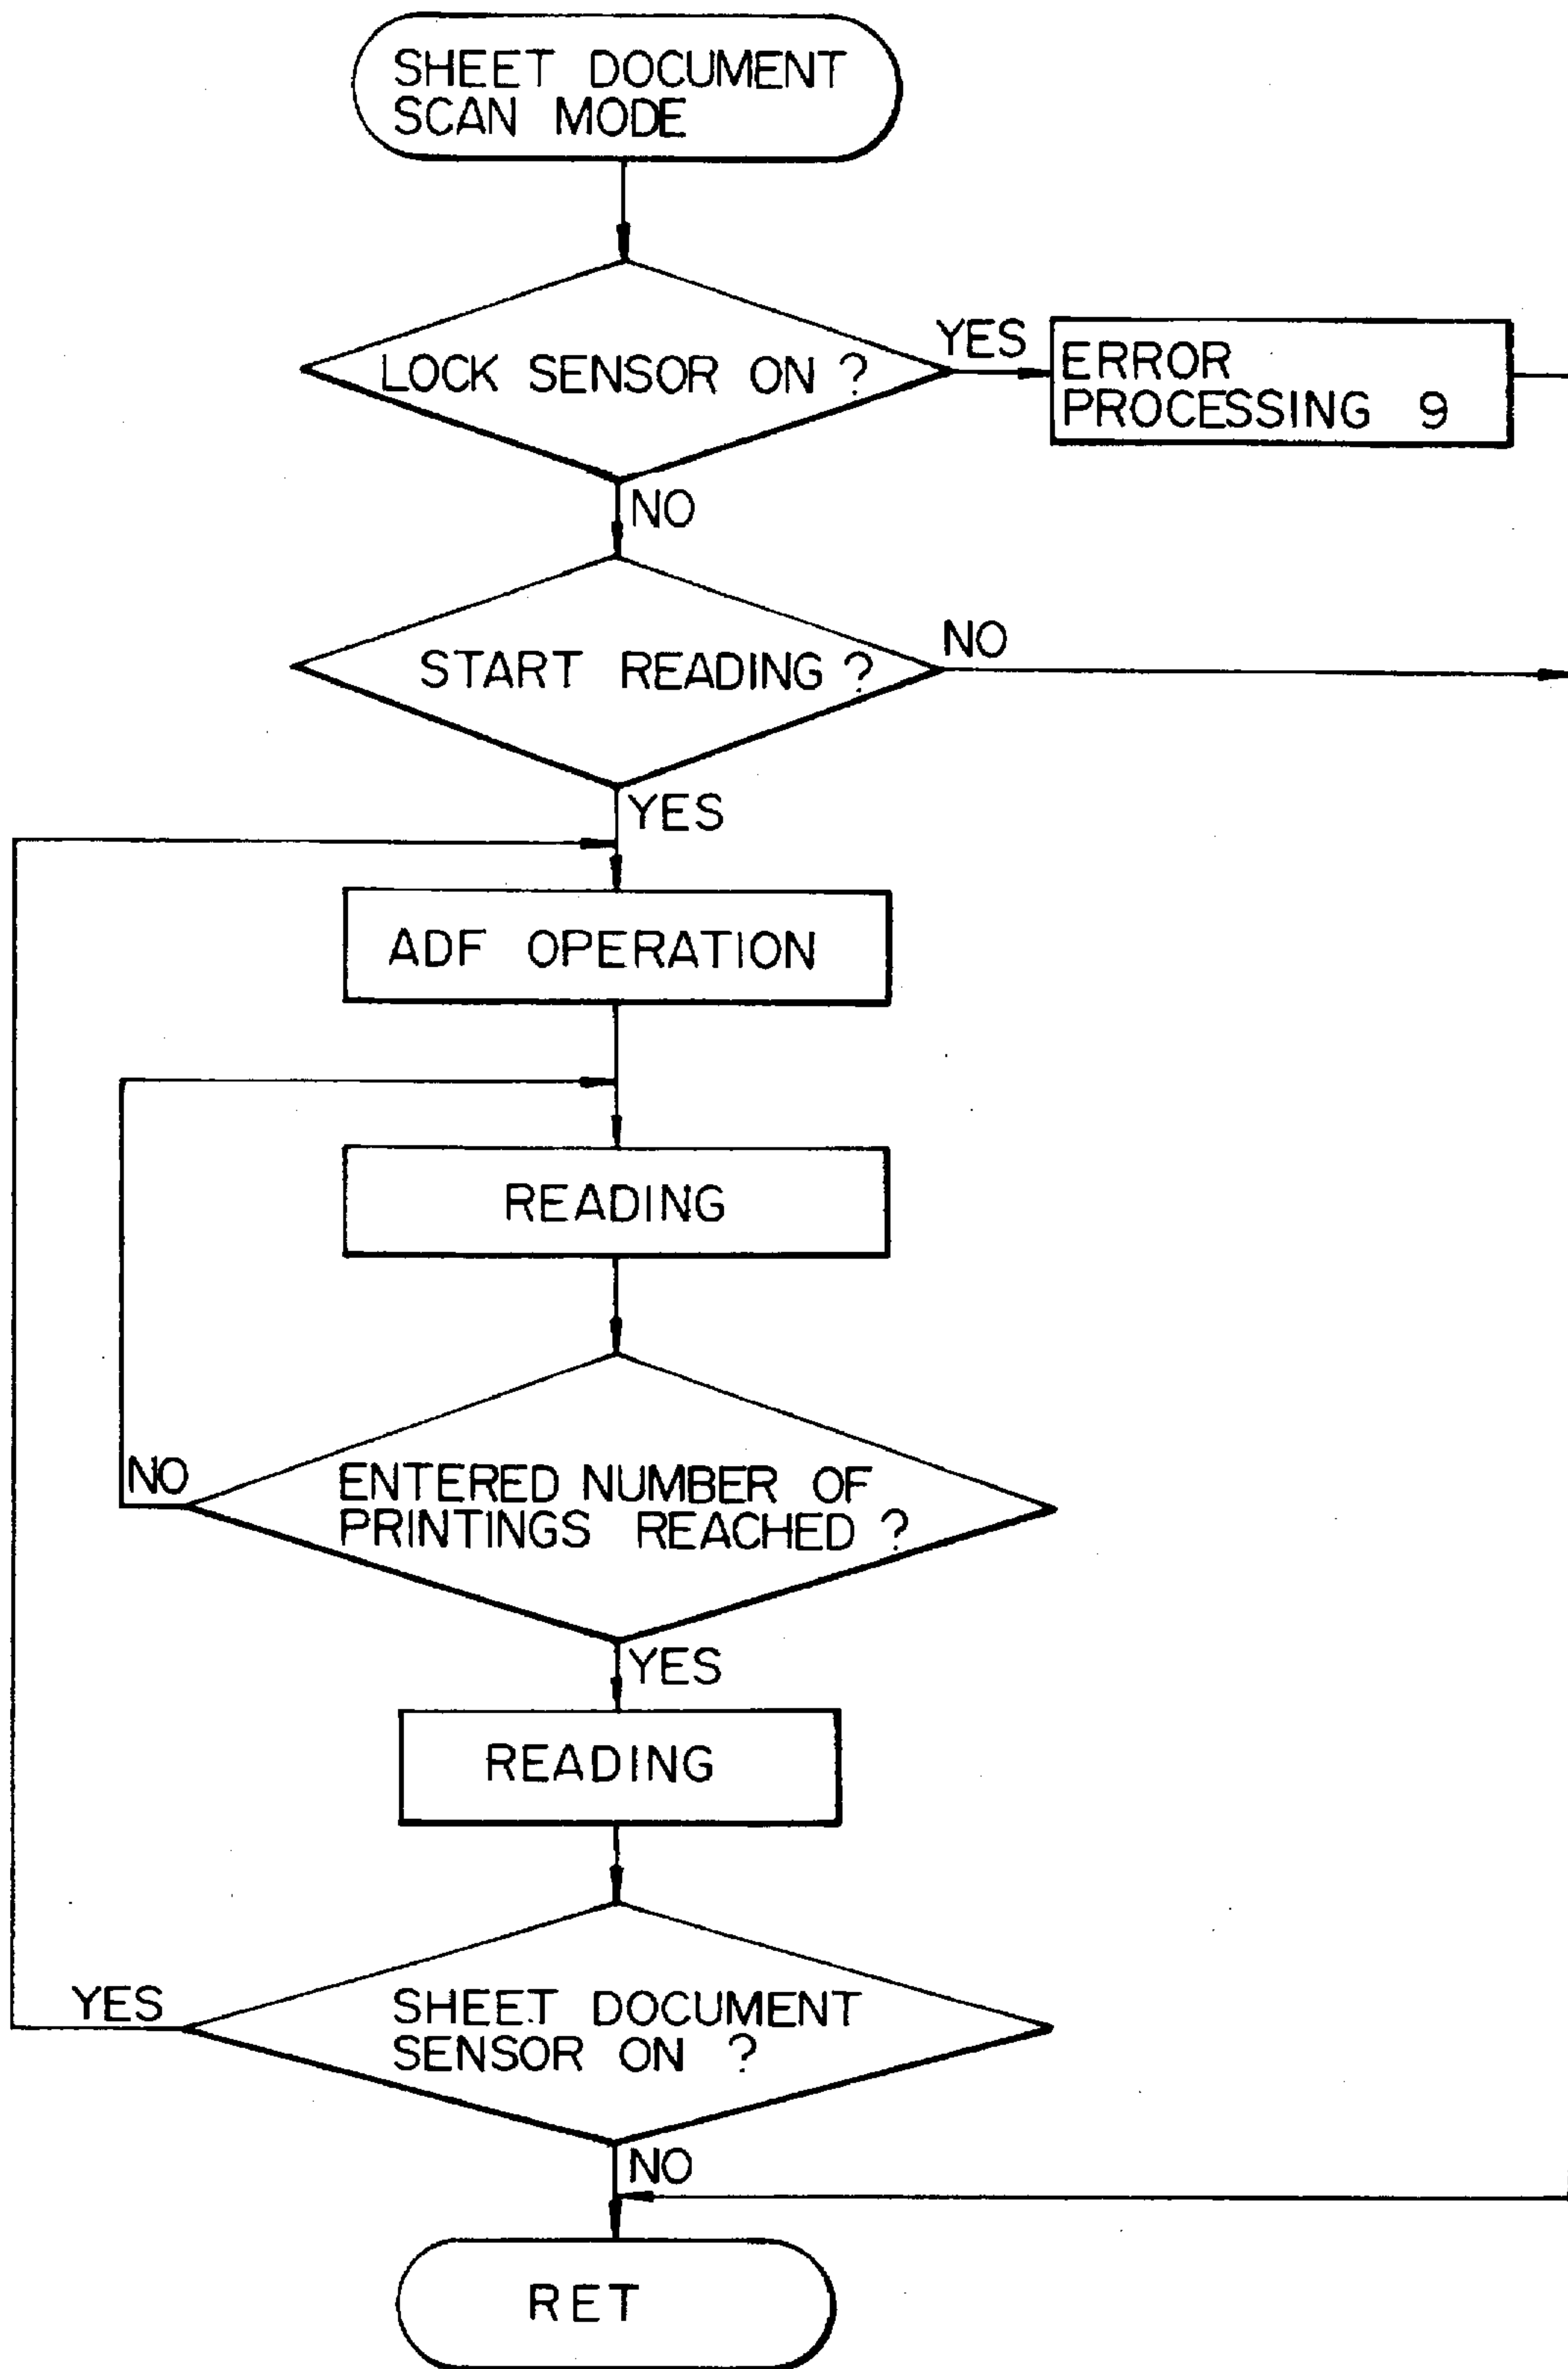 SHEET DOCUMENT
SCAN MODE
LOCK SENSOR ON ?
YES
ERROR
PROCESSING 9
NO
START READING ?
NO
YES
ADF OPERATION
READING
NO
ENTERED NUMBER OF
PRINTINGS REACHED ?
YES
READING
YES
SHEET DOCUMENT
SENSOR ON ?
NO
RET